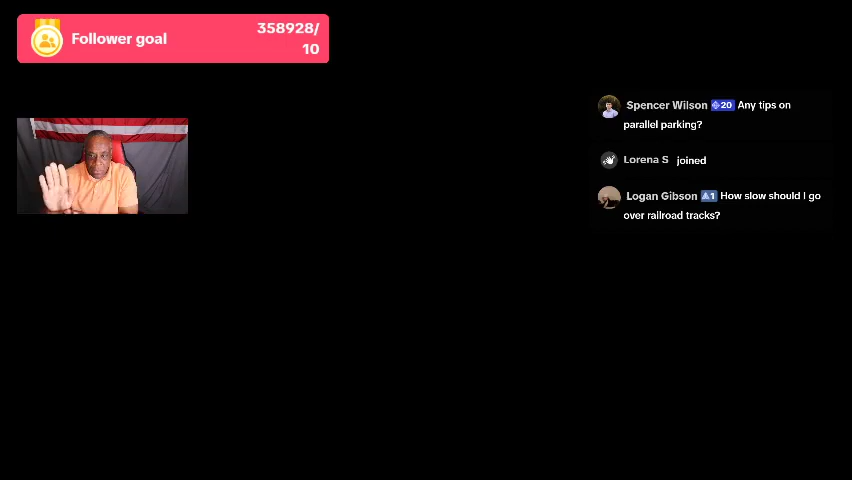 Follower goal
358928/
10
Spencer Wilson 20 Any tips on
parallel parking?
Lorena S joined
Logan Gibson 1 How slow should I go
over railroad tracks?